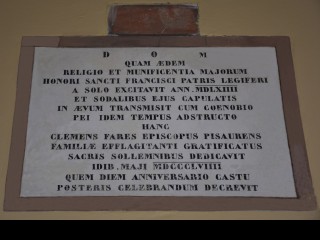 D O M
QUAM ÆDEM
RELIGIO ET MUNIFICENTIA MAJORUM
HONORI SANCTI FRANCISCI PATRIS LEGIFERI
A SOLO EXCITAVIT ANN. MDLXIIII
ET SODALIBUS EJUS CAPULATIS
IN ÆVUM TRANSMISIT CUM COENOBIO
PEI IDEM TEMPUS ADSTRUCTO
HANC
CLEMENS FARES EPISCOPUS PISAURENS
FAMILIÆ EFFLAGITANTI GRATIFICATUS
SACRIS SOLLEMNIBUS DEDICAVIT
IDIB. MAJI MDCCCLVIIII
QUEM DIEM ANNIVERSARIO CASTU
POSTERIS CELEBRANDUM DECREVIT